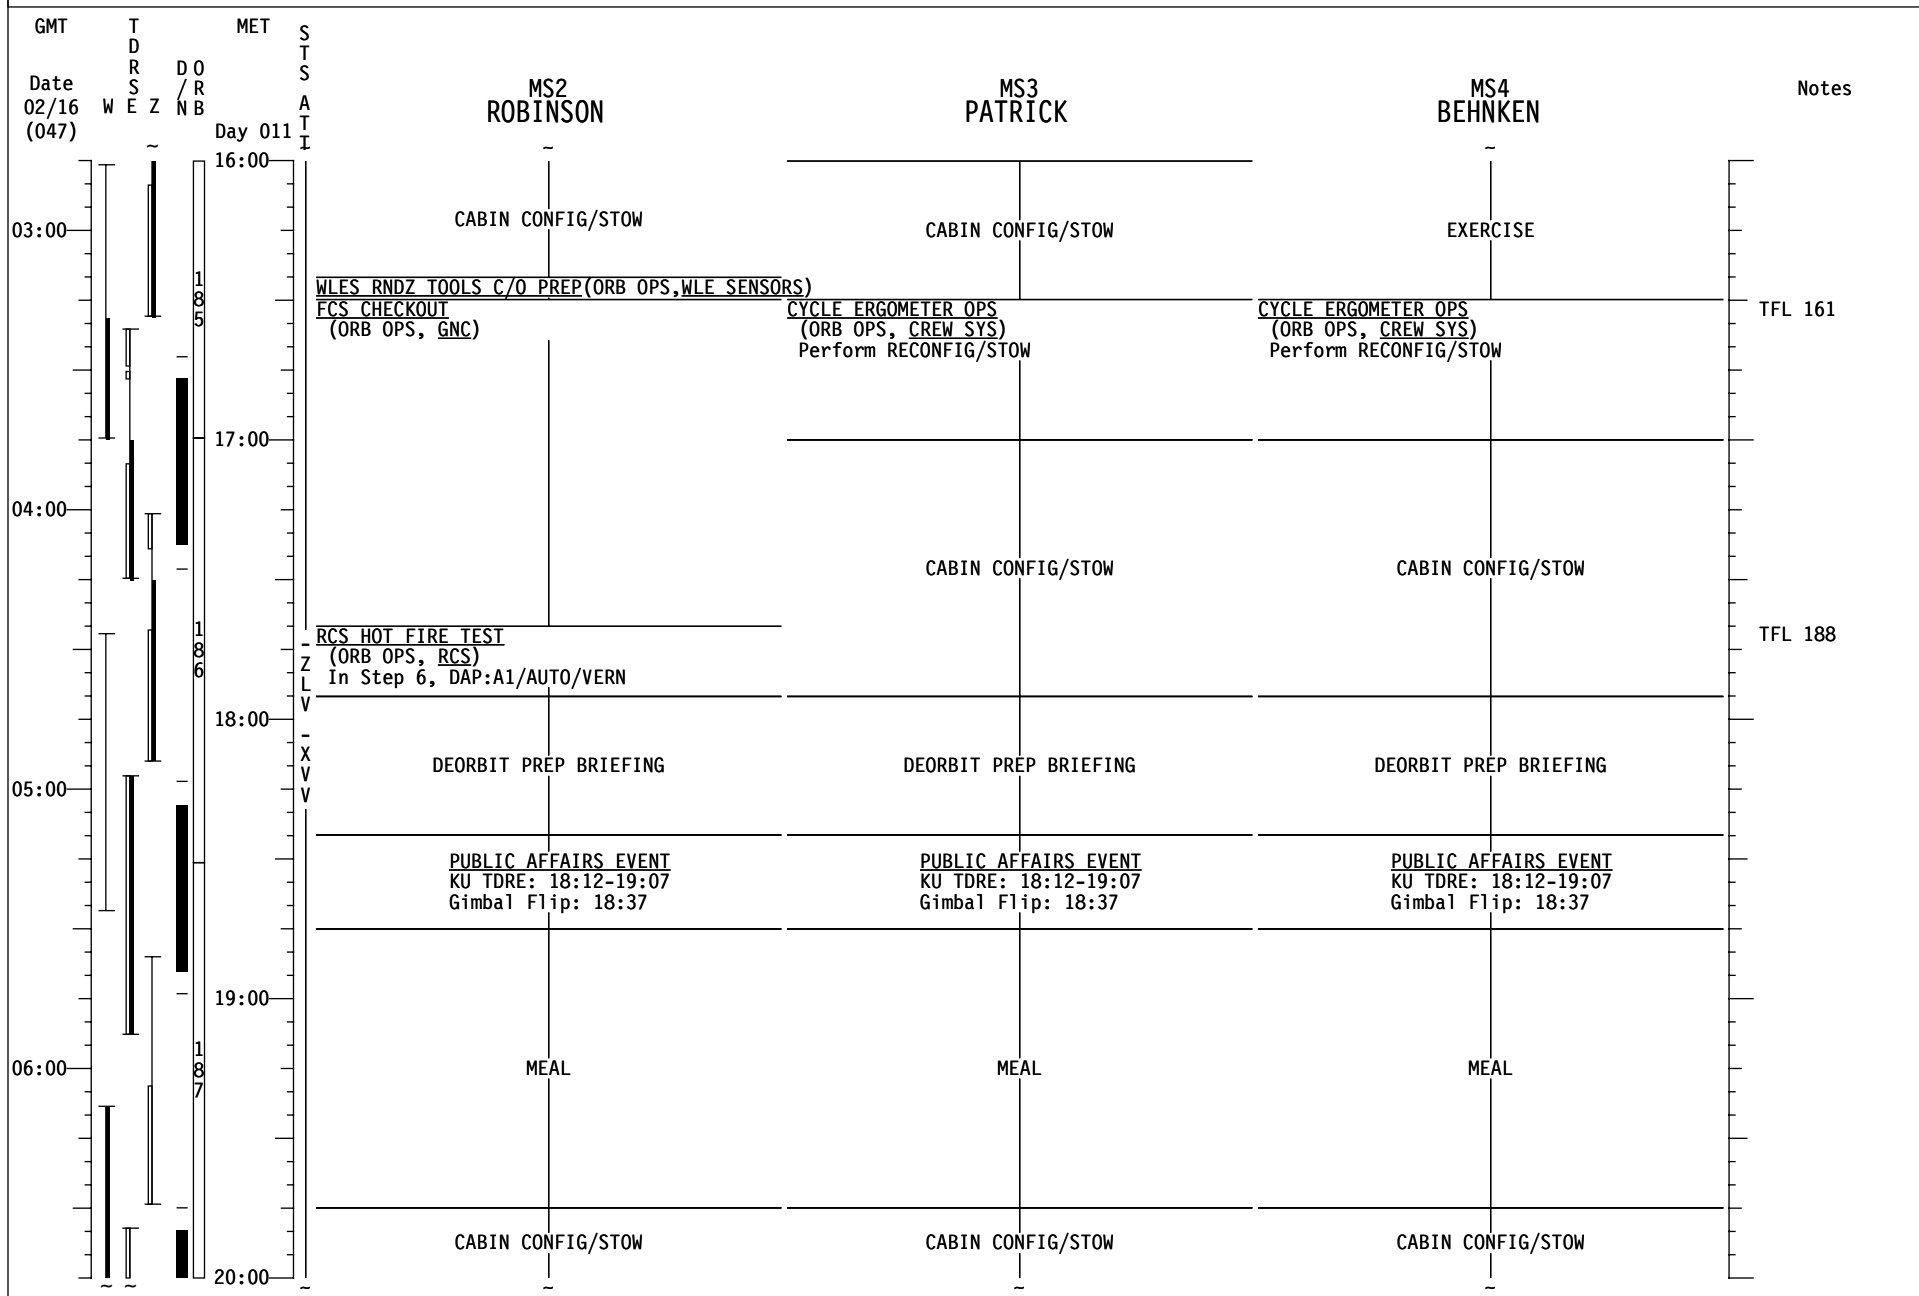 GMT
TDRS
MET
STS ATT
D/N
ORB
Date
02/16
(047)
W E Z
Day 011
MS2
ROBINSON
MS3
PATRICK
MS4
BEHNKEN
Notes
~ ~ ~
16:00
CABIN CONFIG/STOW
03:00
CABIN CONFIG/STOW
EXERCISE
185
WLES RNDZ TOOLS C/O PREP(ORB OPS,WLE SENSORS)
FCS CHECKOUT
(ORB OPS, GNC)
CYCLE ERGOMETER OPS
(ORB OPS, CREW SYS)
Perform RECONFIG/STOW
CYCLE ERGOMETER OPS
(ORB OPS, CREW SYS)
Perform RECONFIG/STOW
TFL 161
17:00
04:00
CABIN CONFIG/STOW
CABIN CONFIG/STOW
186
-ZLV -XVV
RCS HOT FIRE TEST
(ORB OPS, RCS)
In Step 6, DAP:A1/AUTO/VERN
TFL 188
18:00
DEORBIT PREP BRIEFING
DEORBIT PREP BRIEFING
DEORBIT PREP BRIEFING
05:00
PUBLIC AFFAIRS EVENT
KU TDRE: 18:12-19:07
Gimbal Flip: 18:37
PUBLIC AFFAIRS EVENT
KU TDRE: 18:12-19:07
Gimbal Flip: 18:37
PUBLIC AFFAIRS EVENT
KU TDRE: 18:12-19:07
Gimbal Flip: 18:37
19:00
187
06:00
MEAL
MEAL
MEAL
CABIN CONFIG/STOW
CABIN CONFIG/STOW
CABIN CONFIG/STOW
20:00
~ ~ ~ ~ ~ ~